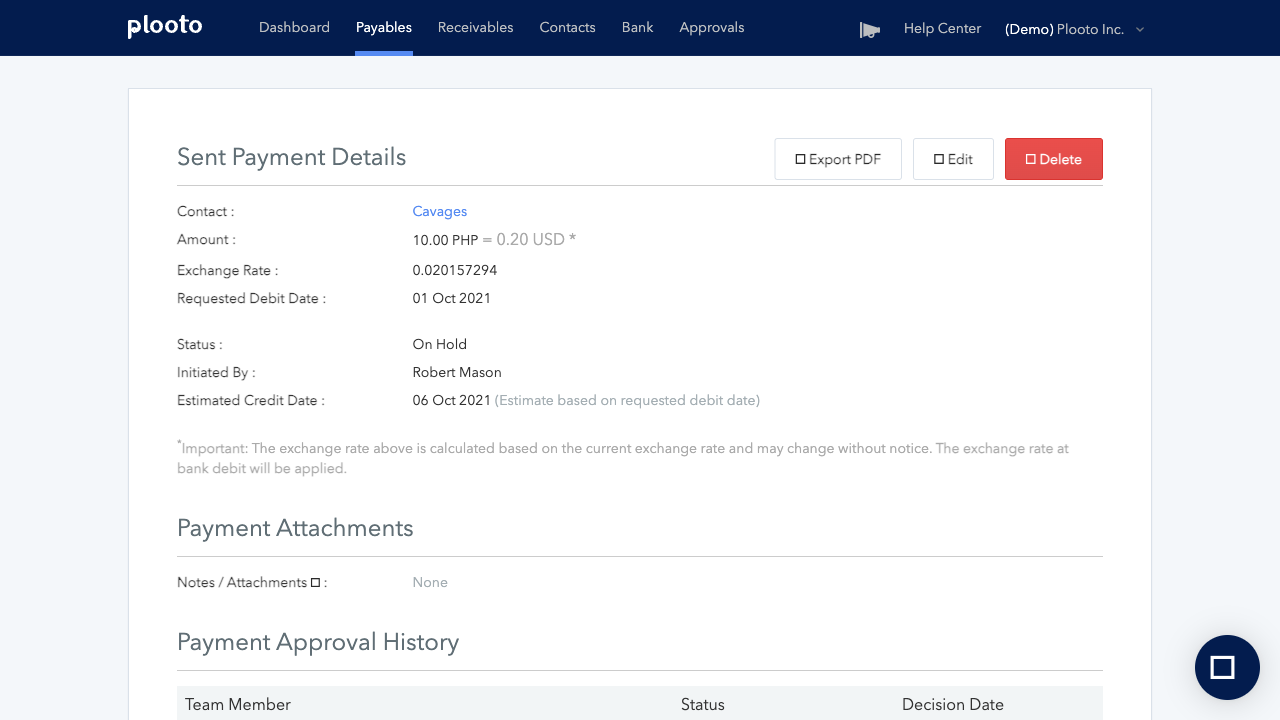 plooto Dashboard Payables Receivables Contacts Bank Approvals Help Center (Demo) Plooto Inc.
Sent Payment Details Export PDF Edit Delete
Contact : Cavages
Amount : 10.00 PHP = 0.20 USD *
Exchange Rate : 0.020157294
Requested Debit Date : 01 Oct 2021
Status : On Hold
Initiated By : Robert Mason
Estimated Credit Date : 06 Oct 2021 (Estimate based on requested debit date)
*Important: The exchange rate above is calculated based on the current exchange rate and may change without notice. The exchange rate at
bank debit will be applied.
Payment Attachments
Notes / Attachments : None
Payment Approval History
Team Member Status Decision Date